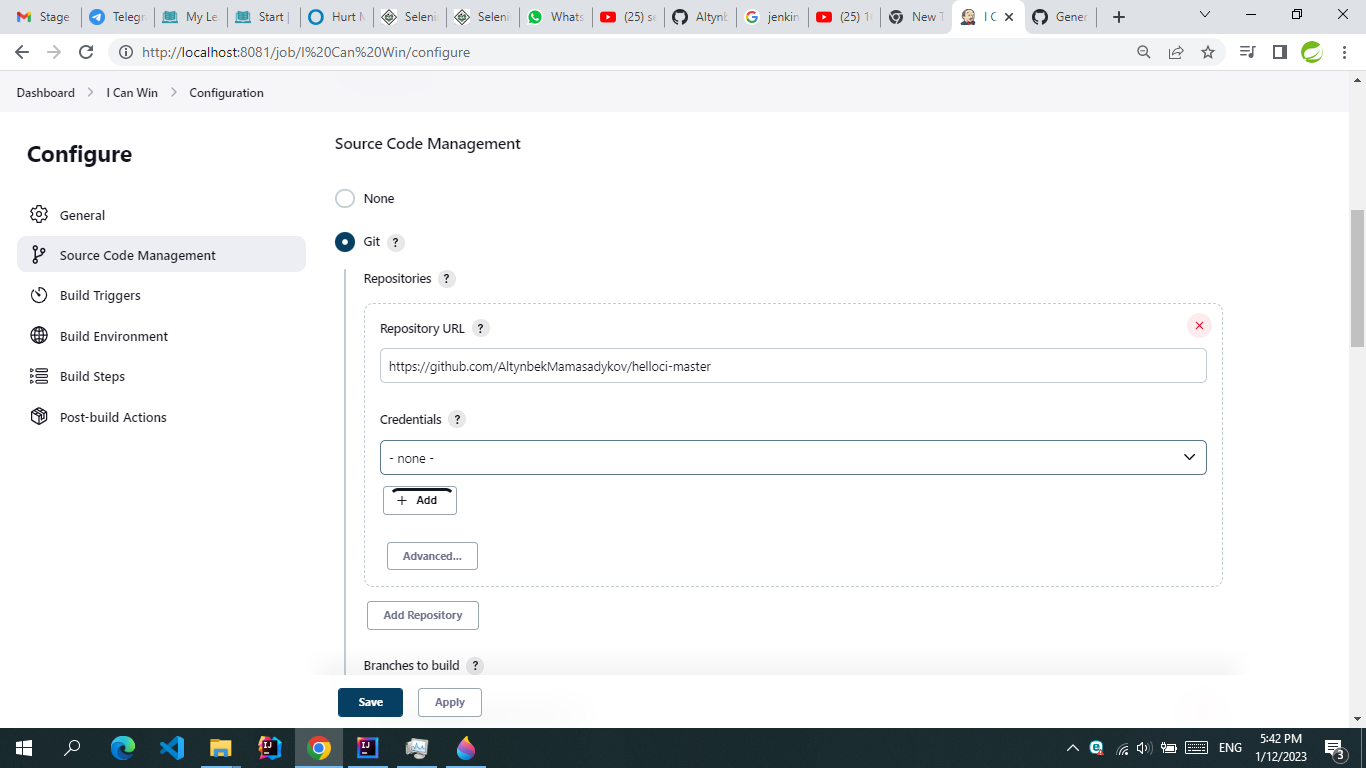 Stage
Telegr
My Le
Start |
Hurt M
Seleni
Seleni
Whats
(25) se
Altynb
jenkin
(25) 1
New T
I C
Gener
http://localhost:8081/job/I%20Can%20Win/configure
Dashboard
I Can Win
Configuration
Configure
General
Source Code Management
Build Triggers
Build Environment
Build Steps
Post-build Actions
Source Code Management
None
Git ?
Repositories ?
Repository URL ?
https://github.com/AltynbekMamasadykov/helloci-master
Credentials ?
- none -
+ Add
Advanced...
Add Repository
Branches to build ?
Save
Apply
ENG
5:42 PM
1/12/2023
3